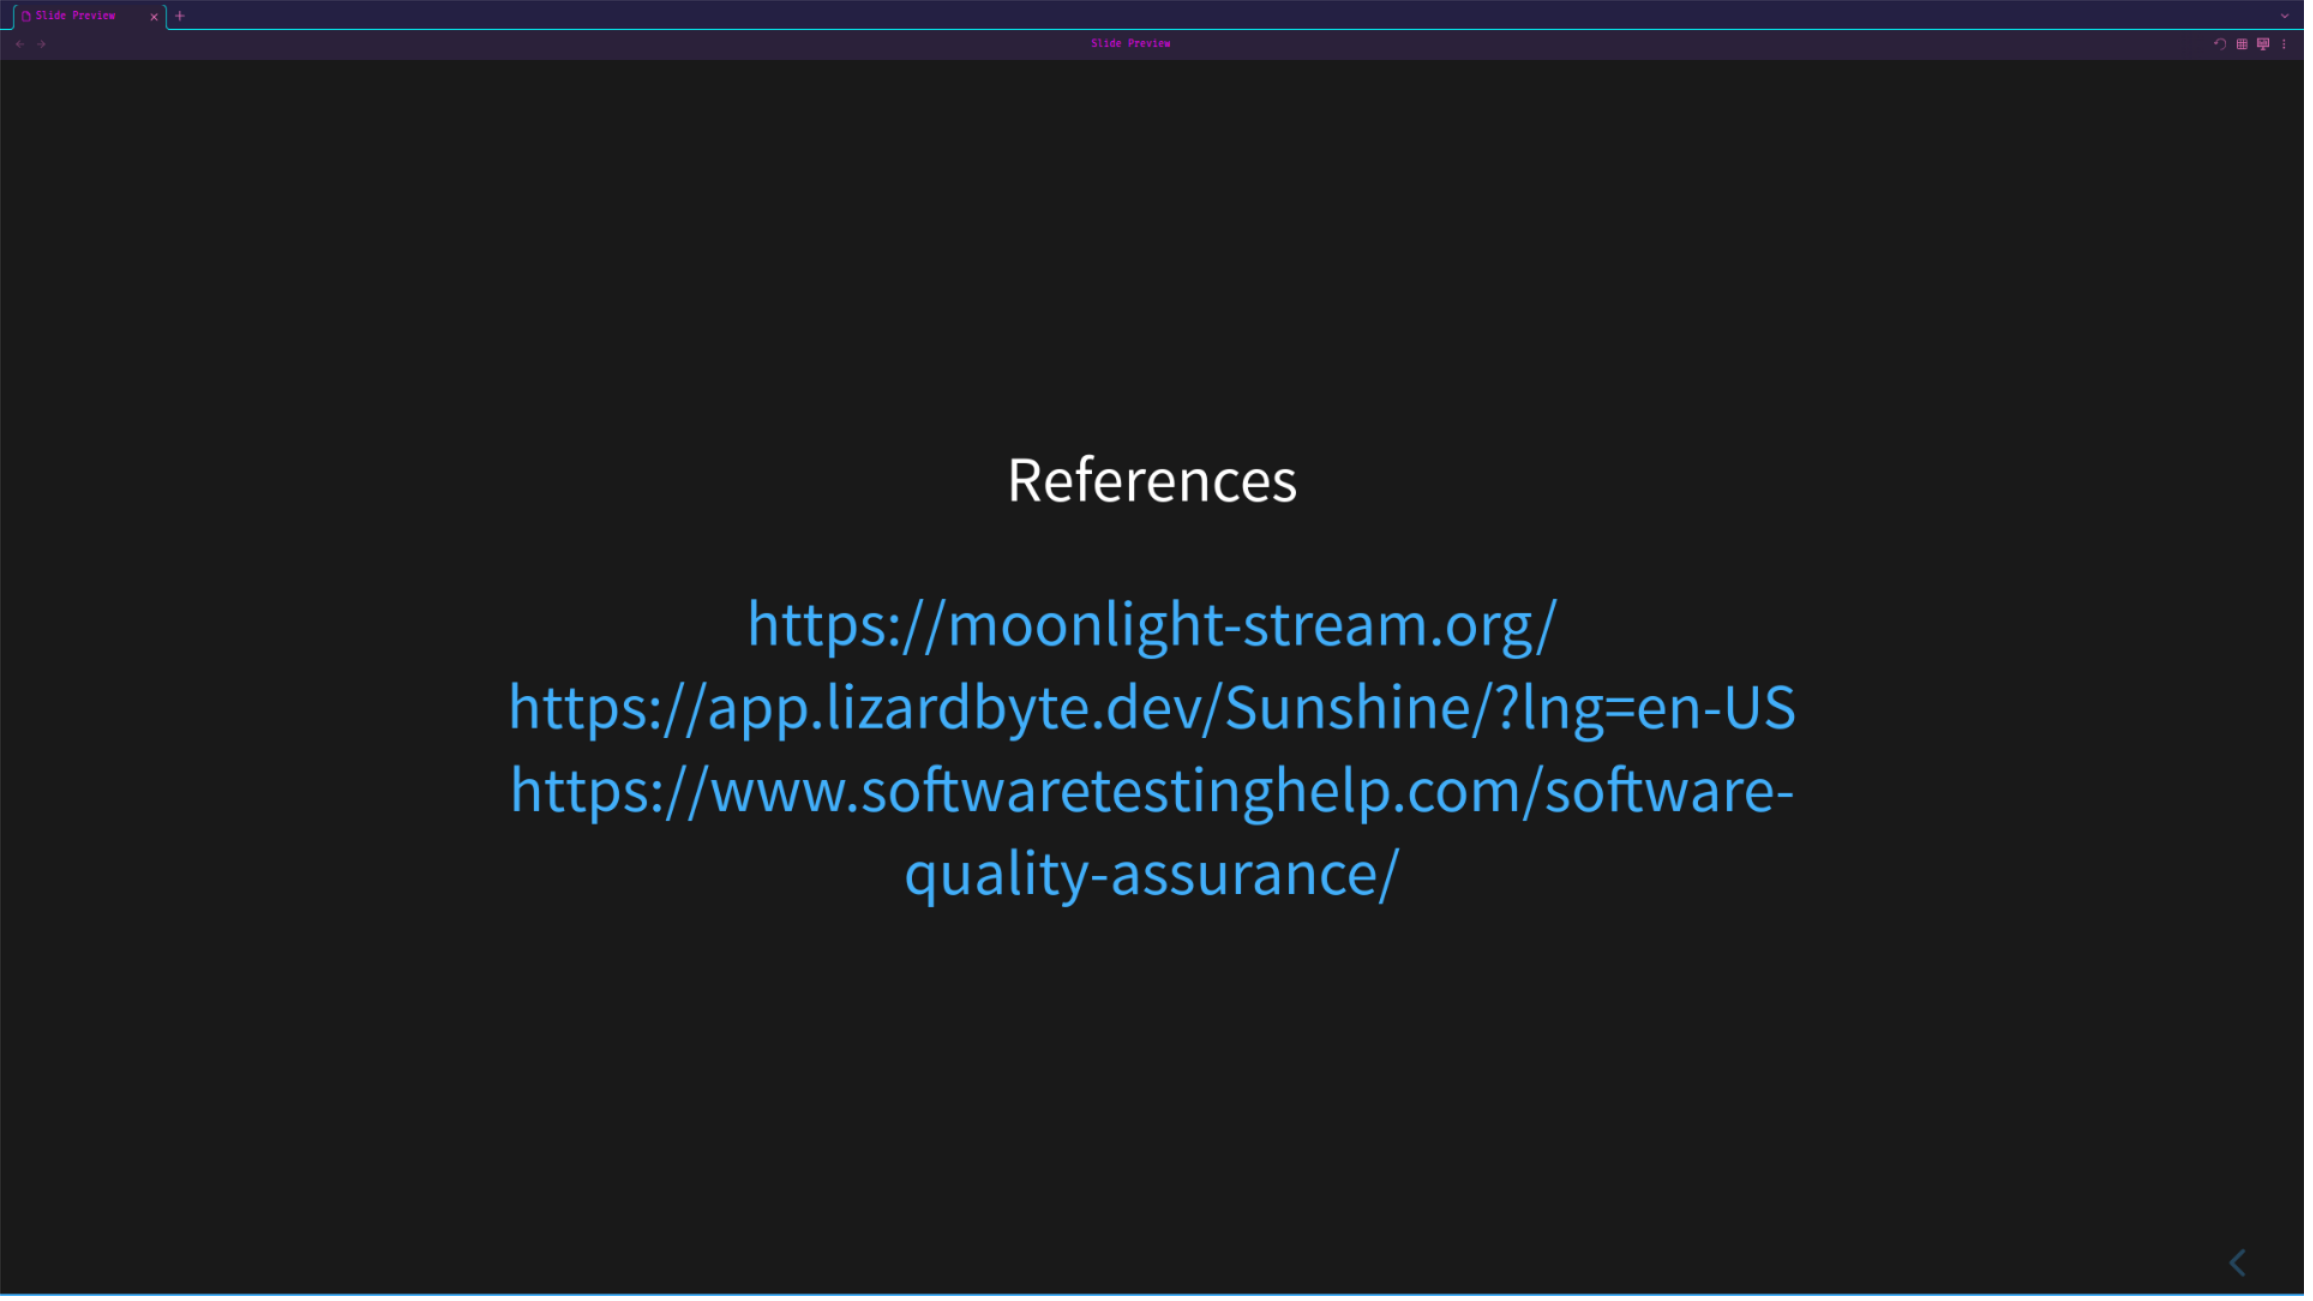 Slide Preview
Slide Preview
References
https://moonlight-stream.org/
https://app.lizardbyte.dev/Sunshine/?lng=en-US
https://www.softwaretestinghelp.com/software-
quality-assurance/